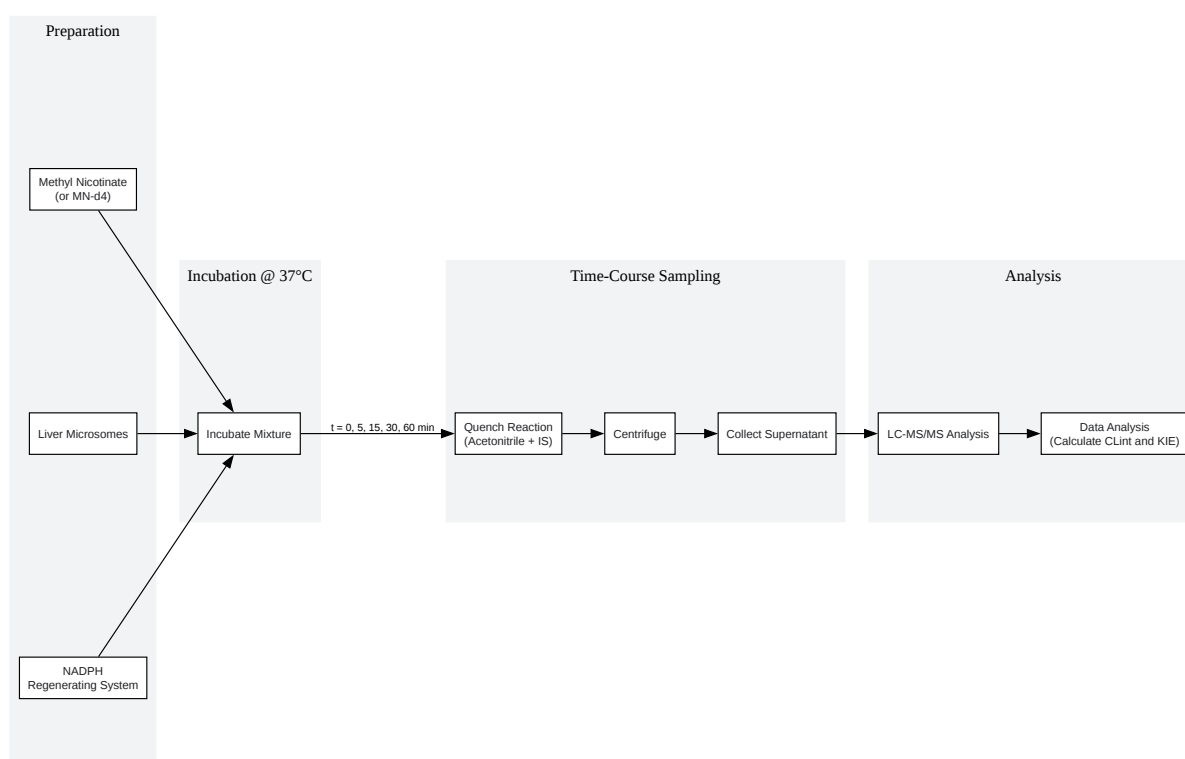 Preparation
Methyl Nicotinate
(or MN-d4)
Liver Microsomes
NADPH
Regenerating System
Incubation @ 37°C
Incubate Mixture
t = 0, 5, 15, 30, 60 min
Time-Course Sampling
Quench Reaction
(Acetonitrile + IS)
Centrifuge
Collect Supernatant
Analysis
LC-MS/MS Analysis
Data Analysis
(Calculate CLint and KIE)